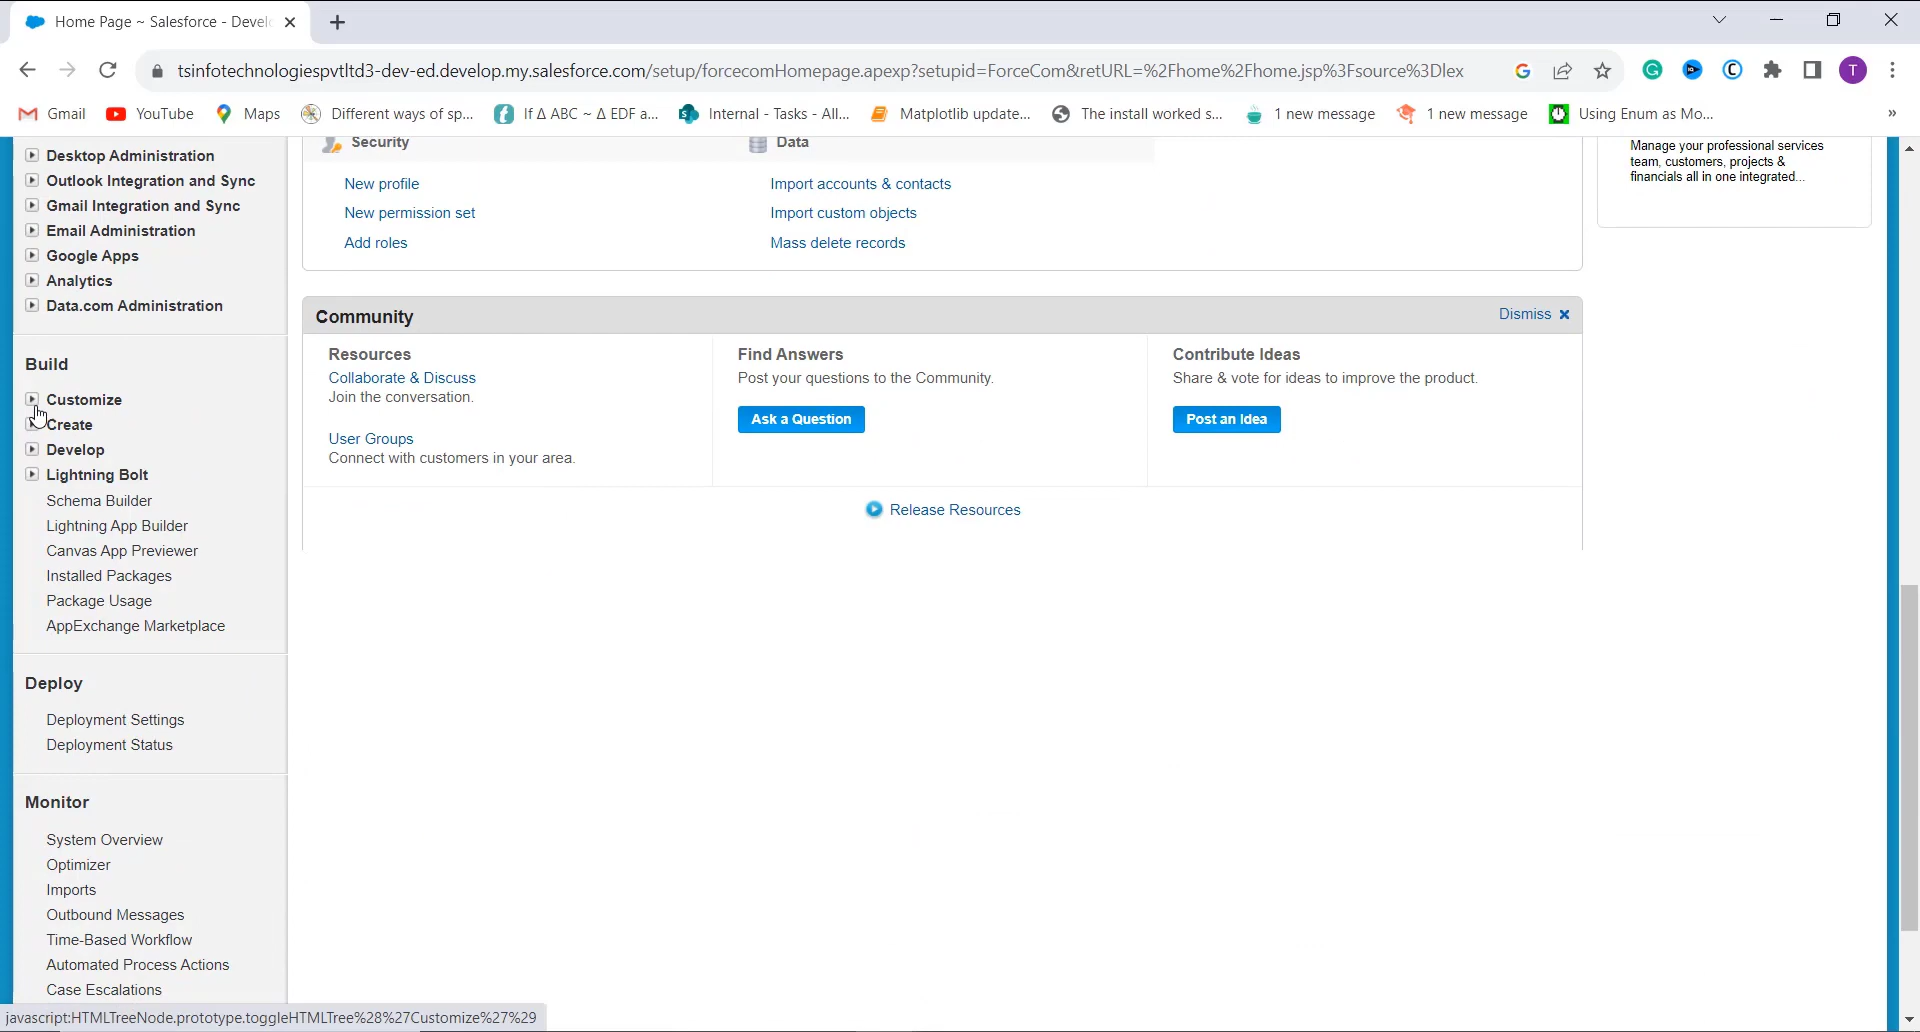 Home Page ~ Salesforce - Devel
tsinfotechnologiespvtltd3-dev-ed.develop.my.salesforce.com/setup/forcecomHomepage.apexp?setupid=ForceCom&retURL=%2Fhome%2Fhome.jsp%3Fsource%3Dlex
T
Gmail
YouTube
Maps
Different ways of sp...
If Δ ABC ~ Δ EDF a...
Internal - Tasks - All...
Matplotlib update...
The install worked s...
1 new message
1 new message
Using Enum as Mo...
»
Desktop Administration
Outlook Integration and Sync
Gmail Integration and Sync
Email Administration
Google Apps
Analytics
Data.com Administration
Build
Customize
Create
Develop
Lightning Bolt
Schema Builder
Lightning App Builder
Canvas App Previewer
Installed Packages
Package Usage
AppExchange Marketplace
Deploy
Deployment Settings
Deployment Status
Monitor
System Overview
Optimizer
Imports
Outbound Messages
Time-Based Workflow
Automated Process Actions
Case Escalations
Security
New profile
New permission set
Add roles
Data
Import accounts & contacts
Import custom objects
Mass delete records
Manage your professional services
team, customers, projects &
financials all in one integrated...
Community
Dismiss
Resources
Collaborate & Discuss
Join the conversation.
User Groups
Connect with customers in your area.
Find Answers
Post your questions to the Community.
Ask a Question
Contribute Ideas
Share & vote for ideas to improve the product.
Post an Idea
Release Resources
javascript:HTMLTreeNode.prototype.toggleHTMLTree%28%27Customize%27%29